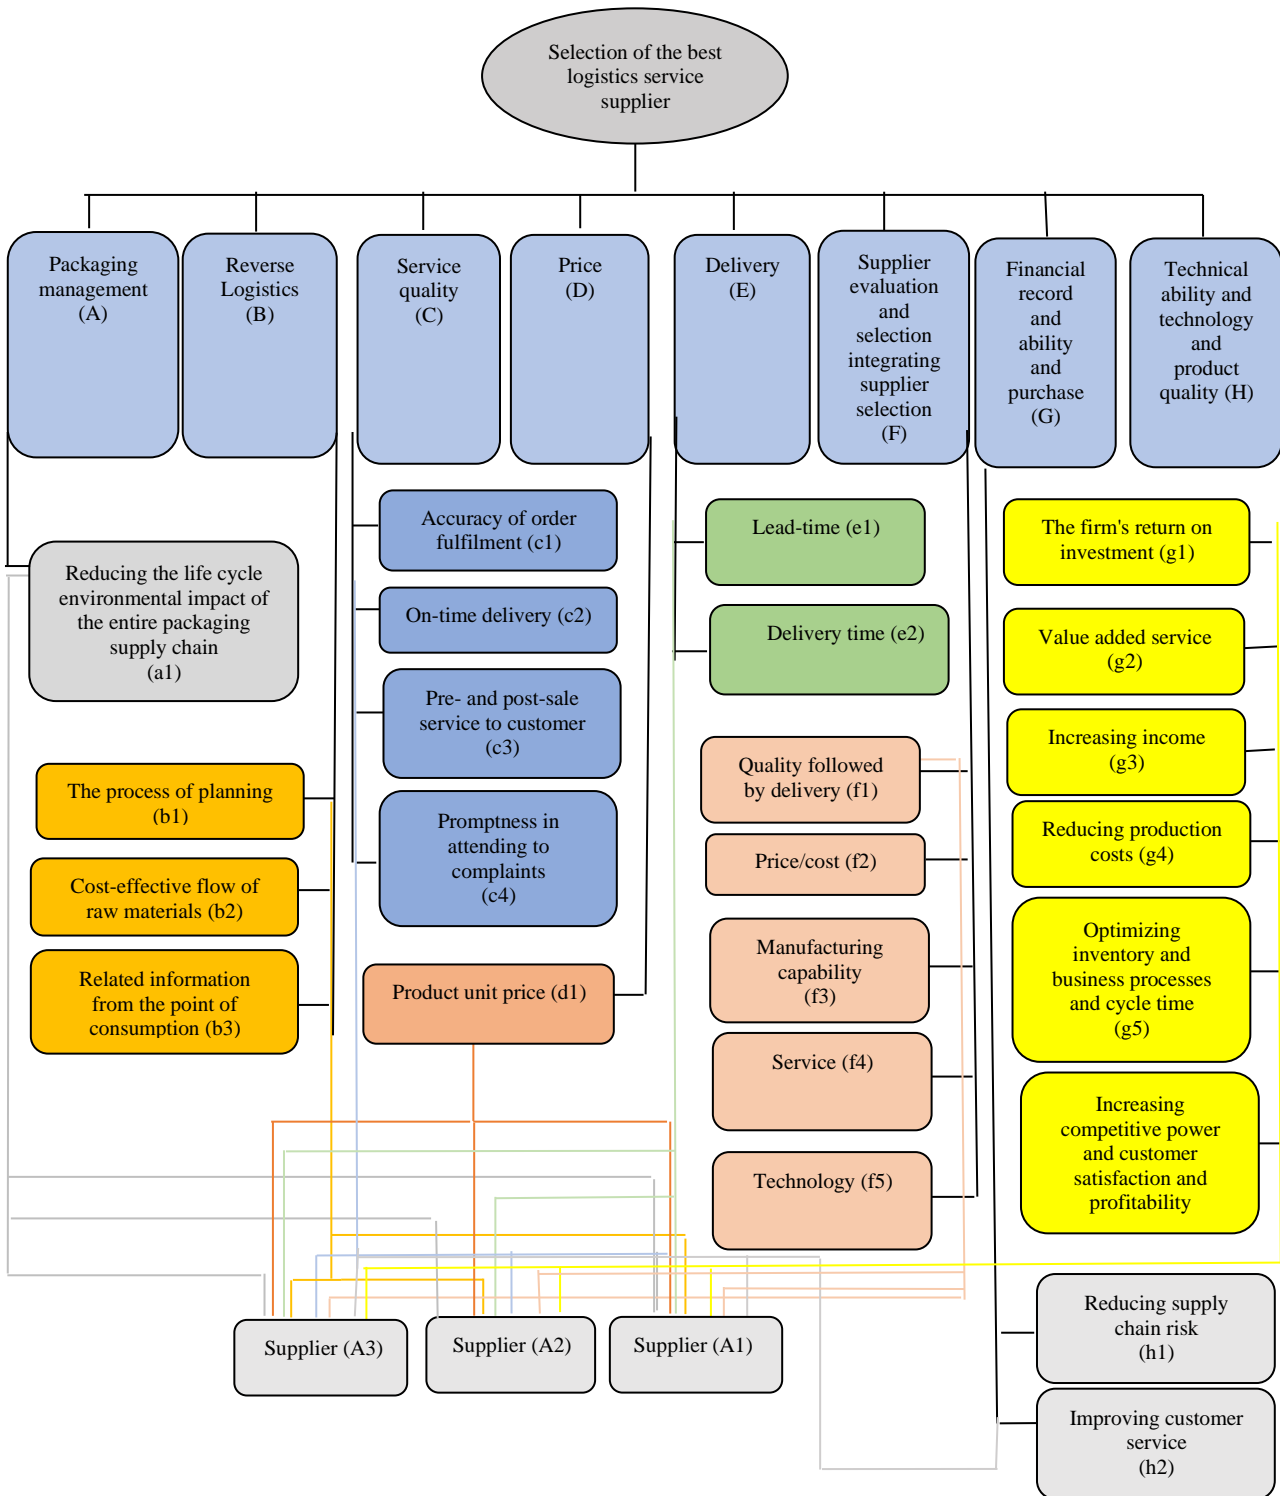 Selection of the best
logistics service
supplier
Packaging
management
(A)
Reverse
Logistics
(B)
Service
quality
(C)
Price
(D)
Delivery
(E)
Supplier
evaluation
and
selection
integrating
supplier
selection
(F)
Financial
record
and
ability
and
purchase
(G)
Technical
ability and
technology
and
product
quality (H)
Reducing the life cycle
environmental impact of
the entire packaging
supply chain
(a1)
The process of planning
(b1)
Cost-effective flow of
raw materials (b2)
Related information
from the point of
consumption (b3)
Accuracy of order
fulfilment (c1)
On-time delivery (c2)
Pre- and post-sale
service to customer
(c3)
Promptness in
attending to
complaints
(c4)
Product unit price (d1)
Lead-time (e1)
Delivery time (e2)
Quality followed
by delivery (f1)
Price/cost (f2)
Manufacturing
capability
(f3)
Service (f4)
Technology (f5)
The firm's return on
investment (g1)
Value added service
(g2)
Increasing income
(g3)
Reducing production
costs (g4)
Optimizing
inventory and
business processes
and cycle time
(g5)
Increasing
competitive power
and customer
satisfaction and
profitability
Reducing supply
chain risk
(h1)
Improving customer
service
(h2)
Supplier (A3)
Supplier (A2)
Supplier (A1)